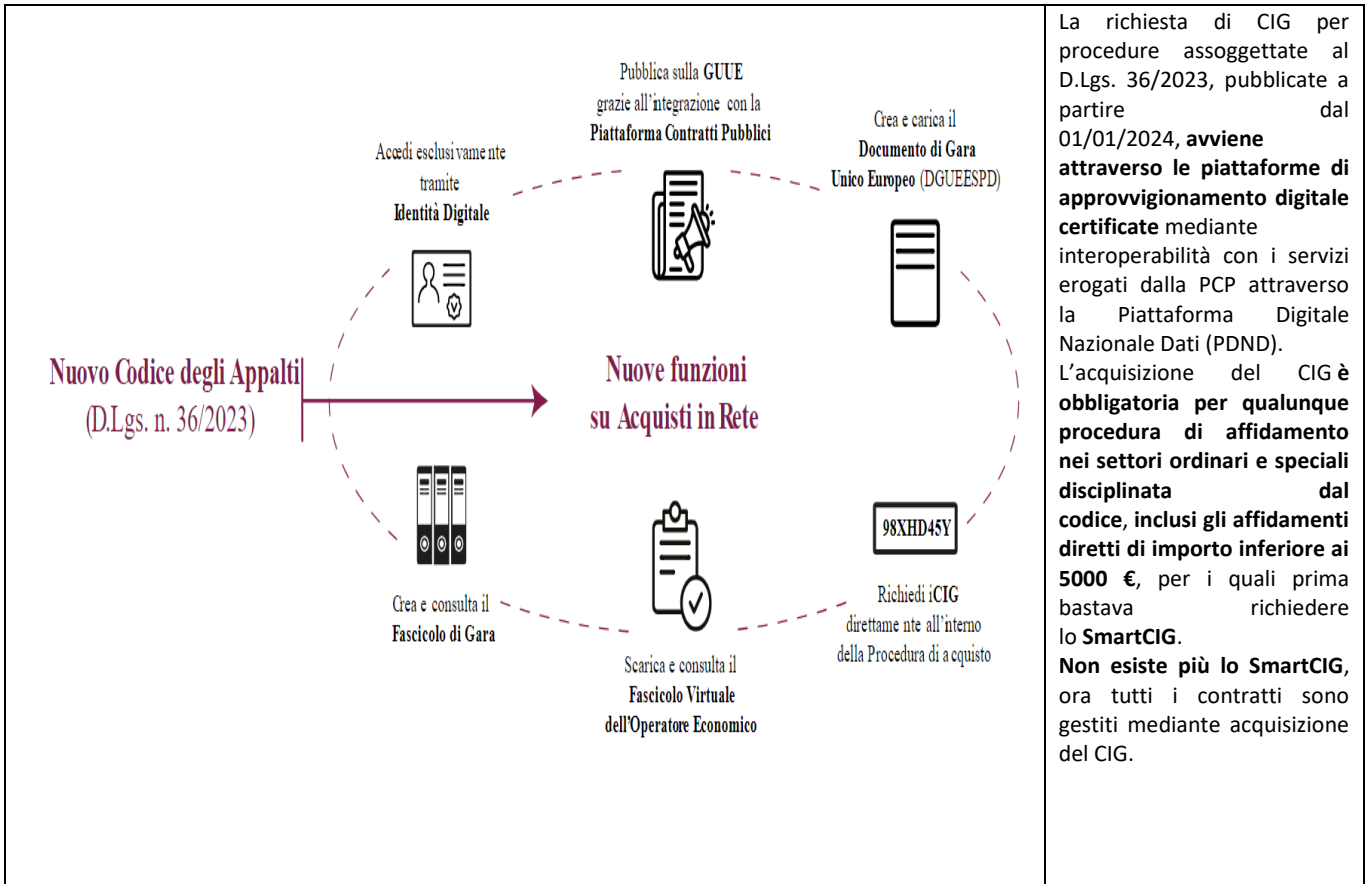 Nuovo Codice degli Appalti
(D.Lgs. n. 36/2023)
Nuove funzioni
su Acquisti in Rete
Accedi esclusivamente
tramite
Identità Digitale
Pubblica sulla GUUE
grazie all'integrazione con la
Piattaforma Contratti Pubblici
Crea e carica il
Documento di Gara
Unico Europeo (DGUEESPD)
98XHD45Y
Richiedi iCIG
direttame nte all'interno
della Procedura di a cquisto
Scarica e consulta il
Fascicolo Virtuale
dell'Operatore Economico
Crea e consulta il
Fascicolo di Gara
La richiesta di CIG per
procedure assoggettate al
D.Lgs. 36/2023, pubblicate a
partire dal
01/01/2024, avviene
attraverso le piattaforme di
approvvigionamento digitale
certificate mediante
interoperabilità con i servizi
erogati dalla PCP attraverso
la Piattaforma Digitale
Nazionale Dati (PDND).
L'acquisizione del CIG è
obbligatoria per qualunque
procedura di affidamento
nei settori ordinari e speciali
disciplinata dal
codice, inclusi gli affidamenti
diretti di importo inferiore ai
5000 €, per i quali prima
bastava richiedere
lo SmartCIG.
Non esiste più lo SmartCIG,
ora tutti i contratti sono
gestiti mediante acquisizione
del CIG.